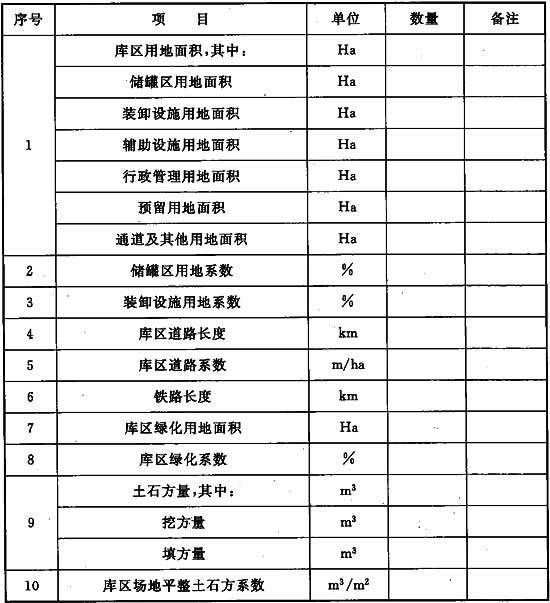 序号 项 目 单位 数量 备注
1 库区用地面积,其中: Ha
储罐区用地面积 Ha
装卸设施用地面积 Ha
辅助设施用地面积 Ha
行政管理用地面积 Ha
预留用地面积 Ha
通道及其他用地面积 Ha
2 储罐区用地系数 %
3 装卸设施用地系数 %
4 库区道路长度 km
5 库区道路系数 m/ha
6 铁路长度 km
7 库区绿化用地面积 Ha
8 库区绿化系数 %
9 土石方量,其中: m³
挖方量 m³
填方量 m³
10 库区场地平整土石方系数 m³/m²